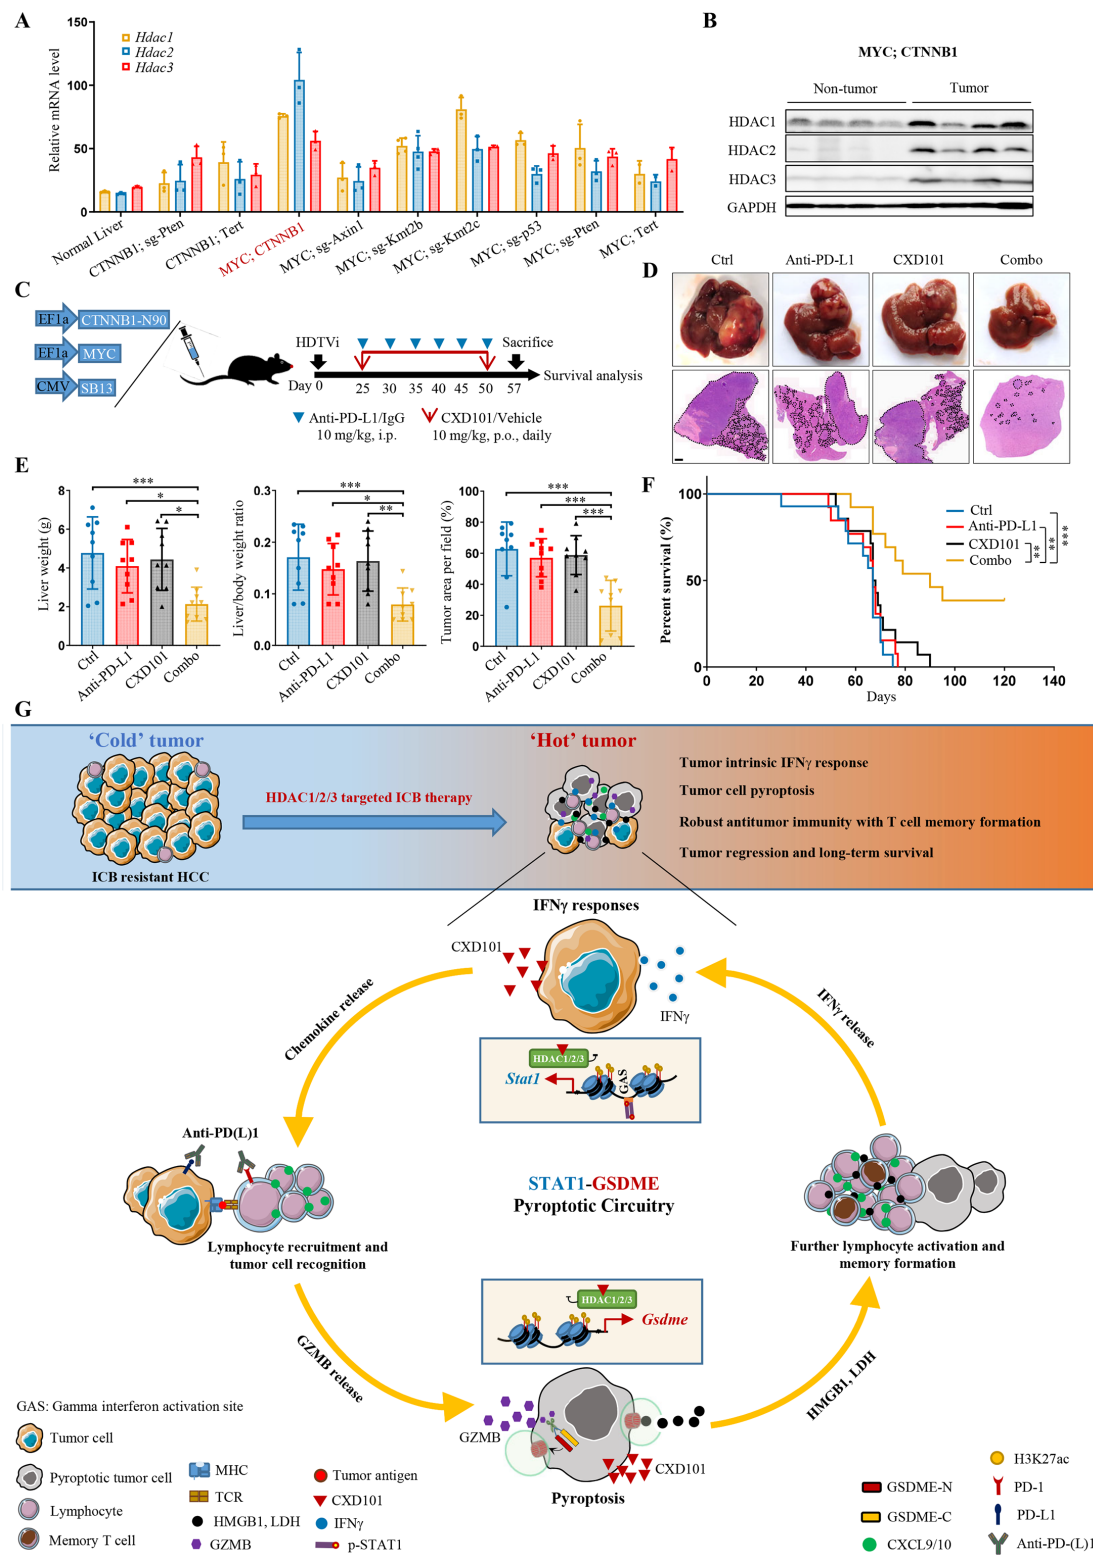 A
Relative mRNA level
150
100
50
0
Hdac1
Hdac2
Hdac3
Normal Liver
CTNNB1; sg-Pten
CTNNB1; Tert
MYC; CTNNB1
MYC; sg-Axin1
MYC; sg-Kmt2b
MYC; sg-Kmt2c
MYC; sg-p53
MYC; sg-Pten
MYC; Tert
B
MYC; CTNNB1
Non-tumor Tumor
HDAC1
HDAC2
HDAC3
GAPDH
C
EF1a CTNNB1-N90
EF1a MYC
CMV SB13
HDTVi Sacrifice
Day 0 25 30 35 40 45 50 57 Survival analysis
Anti-PD-L1/IgG
10 mg/kg, i.p.
CXD101/Vehicle
10 mg/kg, p.o., daily
D
Ctrl Anti-PD-L1 CXD101 Combo
E
Liver weight (g)
8
6
4
2
0
***
*
*
Ctrl
Anti-PD-L1
CXD101
Combo
Liver/body weight ratio
0.3
0.2
0.1
0.0
***
*
**
Ctrl
Anti-PD-L1
CXD101
Combo
Tumor area per field (%)
100
80
60
40
20
0
***
***
***
Ctrl
Anti-PD-L1
CXD101
Combo
F
Percent survival (%)
100
50
0
Ctrl
Anti-PD-L1
CXD101
Combo
**
**
***
0 20 40 60 80 100 120 140
Days
G
‘Cold’ tumor
ICB resistant HCC
HDAC1/2/3 targeted ICB therapy
‘Hot’ tumor
Tumor intrinsic IFNγ response
Tumor cell pyroptosis
Robust antitumor immunity with T cell memory formation
Tumor regression and long-term survival
IFNγ responses
CXD101
IFNγ
Chemokine release
IFNγ release
HDAC1/2/3
Stat1
GAS
Anti-PD(L)1
Lymphocyte recruitment and
tumor cell recognition
STAT1-GSDME
Pyroptotic Circuitry
Further lymphocyte activation and
memory formation
HDAC1/2/3
Gsdme
GZMB release
HMGB1, LDH
GZMB
CXD101
Pyroptosis
GAS: Gamma interferon activation site
Tumor cell
Pyroptotic tumor cell
Lymphocyte
Memory T cell
MHC
TCR
HMGB1, LDH
GZMB
Tumor antigen
CXD101
IFNγ
p-STAT1
GSDME-N
GSDME-C
CXCL9/10
H3K27ac
PD-1
PD-L1
Anti-PD-(L)1